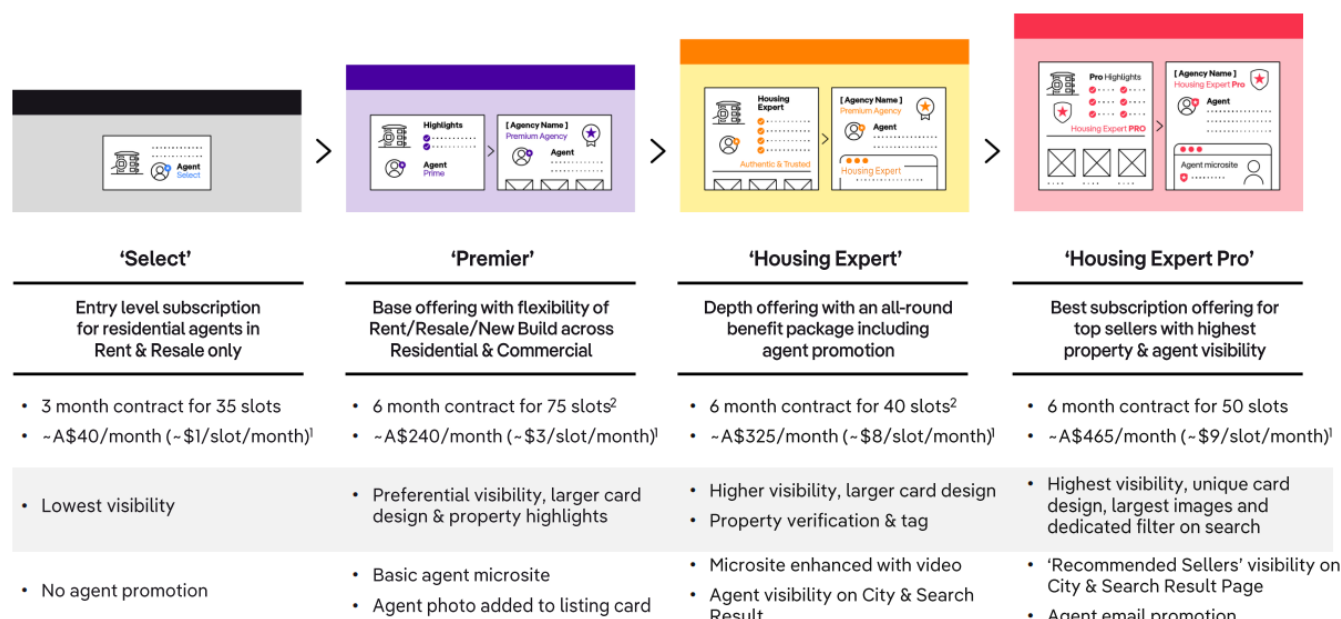 Agent
Select
Highlights
Agent
Prime
[Agency Name]
Premium Agency
Agent
Housing
Expert
Authentic & Trusted
[Agency Name]
Premium Agency
Agent
Housing Expert
Pro Highlights
Housing Expert PRO
[Agency Name]
Housing Expert Pro
Agent
Agent microsite
‘Select’
Entry level subscription
for residential agents in
Rent & Resale only
• 3 month contract for 35 slots
• ~A$40/month (~$1/slot/month)¹
• Lowest visibility
• No agent promotion
‘Premier’
Base offering with flexibility of
Rent/Resale/New Build across
Residential & Commercial
• 6 month contract for 75 slots²
• ~A$240/month (~$3/slot/month)¹
• Preferential visibility, larger card
design & property highlights
• Basic agent microsite
• Agent photo added to listing card
‘Housing Expert’
Depth offering with an all-round
benefit package including
agent promotion
• 6 month contract for 40 slots²
• ~A$325/month (~$8/slot/month)¹
• Higher visibility, larger card design
• Property verification & tag
• Microsite enhanced with video
• Agent visibility on City & Search
Result
‘Housing Expert Pro’
Best subscription offering for
top sellers with highest
property & agent visibility
• 6 month contract for 50 slots
• ~A$465/month (~$9/slot/month)¹
• Highest visibility, unique card
design, largest images and
dedicated filter on search
• ‘Recommended Sellers’ visibility on
City & Search Result Page
• Agent email promotion